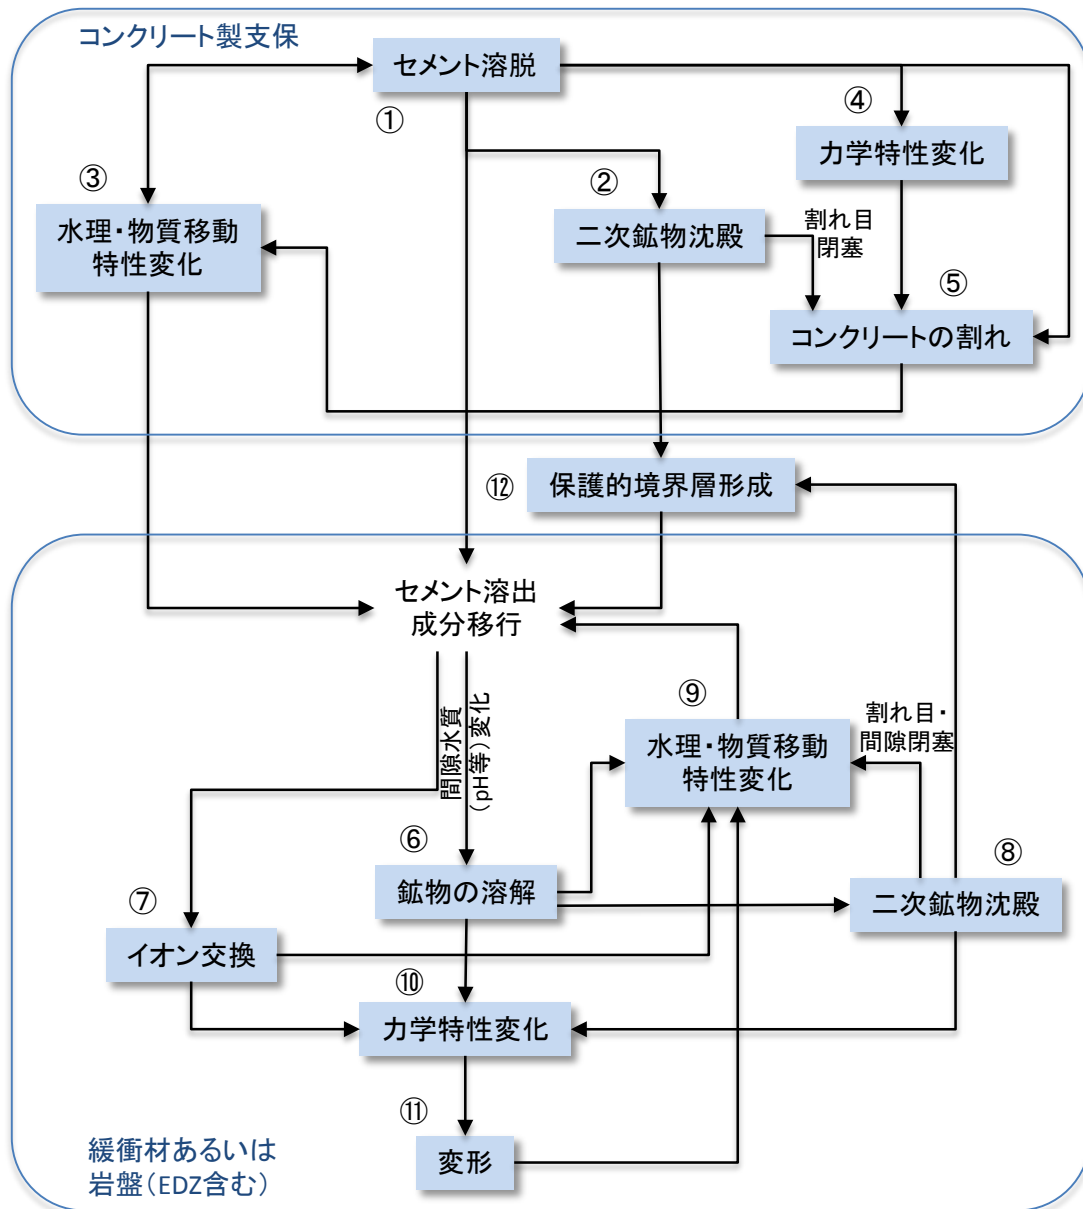 コンクリート製支保
セメント溶脱
①
④
力学特性変化
③
水理・物質移動
特性変化
②
二次鉱物沈殿
割れ目
閉塞
⑤
コンクリートの割れ
⑫
保護的境界層形成
セメント溶出
成分移行
間隙水質
(pH等)変化
⑨
水理・物質移動
特性変化
割れ目・
間隙閉塞
⑥
鉱物の溶解
⑧
二次鉱物沈殿
⑦
イオン交換
⑩
力学特性変化
⑪
変形
緩衝材あるいは
岩盤(EDZ含む)